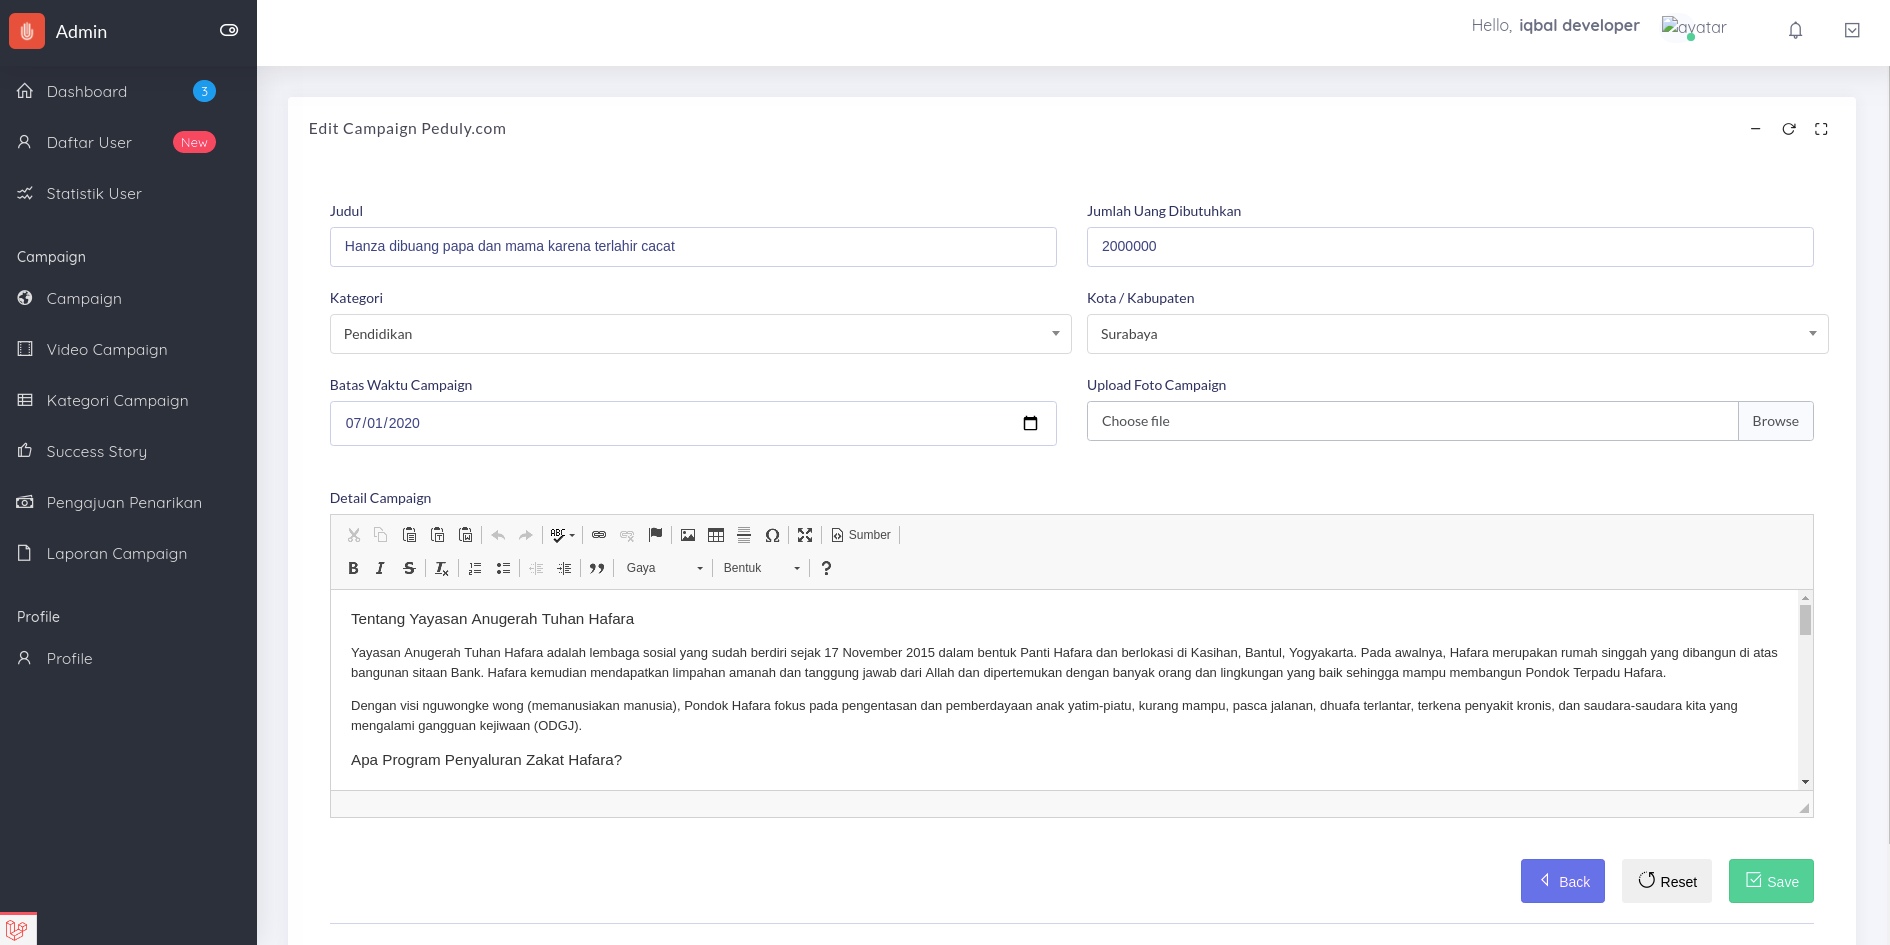 Admin
Hello, iqbal developer
avatar
Dashboard 3
Daftar User New
Statistik User
Campaign
Campaign
Video Campaign
Kategori Campaign
Success Story
Pengajuan Penarikan
Laporan Campaign
Profile
Profile
Edit Campaign Peduly.com
Judul
Hanza dibuang papa dan mama karena terlahir cacat
Jumlah Uang Dibutuhkan
2000000
Kategori
Pendidikan
Kota / Kabupaten
Surabaya
Batas Waktu Campaign
07/01/2020
Upload Foto Campaign
Choose file Browse
Detail Campaign
ABC Ω Sumber
B I S Gaya Bentuk ?
Tentang Yayasan Anugerah Tuhan Hafara
Yayasan Anugerah Tuhan Hafara adalah lembaga sosial yang sudah berdiri sejak 17 November 2015 dalam bentuk Panti Hafara dan berlokasi di Kasihan, Bantul, Yogyakarta. Pada awalnya, Hafara merupakan rumah singgah yang dibangun di atas
bangunan sitaan Bank. Hafara kemudian mendapatkan limpahan amanah dan tanggung jawab dari Allah dan dipertemukan dengan banyak orang dan lingkungan yang baik sehingga mampu membangun Pondok Terpadu Hafara.
Dengan visi nguwongke wong (memanusiakan manusia), Pondok Hafara fokus pada pengentasan dan pemberdayaan anak yatim-piatu, kurang mampu, pasca jalanan, dhuafa terlantar, terkena penyakit kronis, dan saudara-saudara kita yang
mengalami gangguan kejiwaan (ODGJ).
Apa Program Penyaluran Zakat Hafara?
Back Reset Save